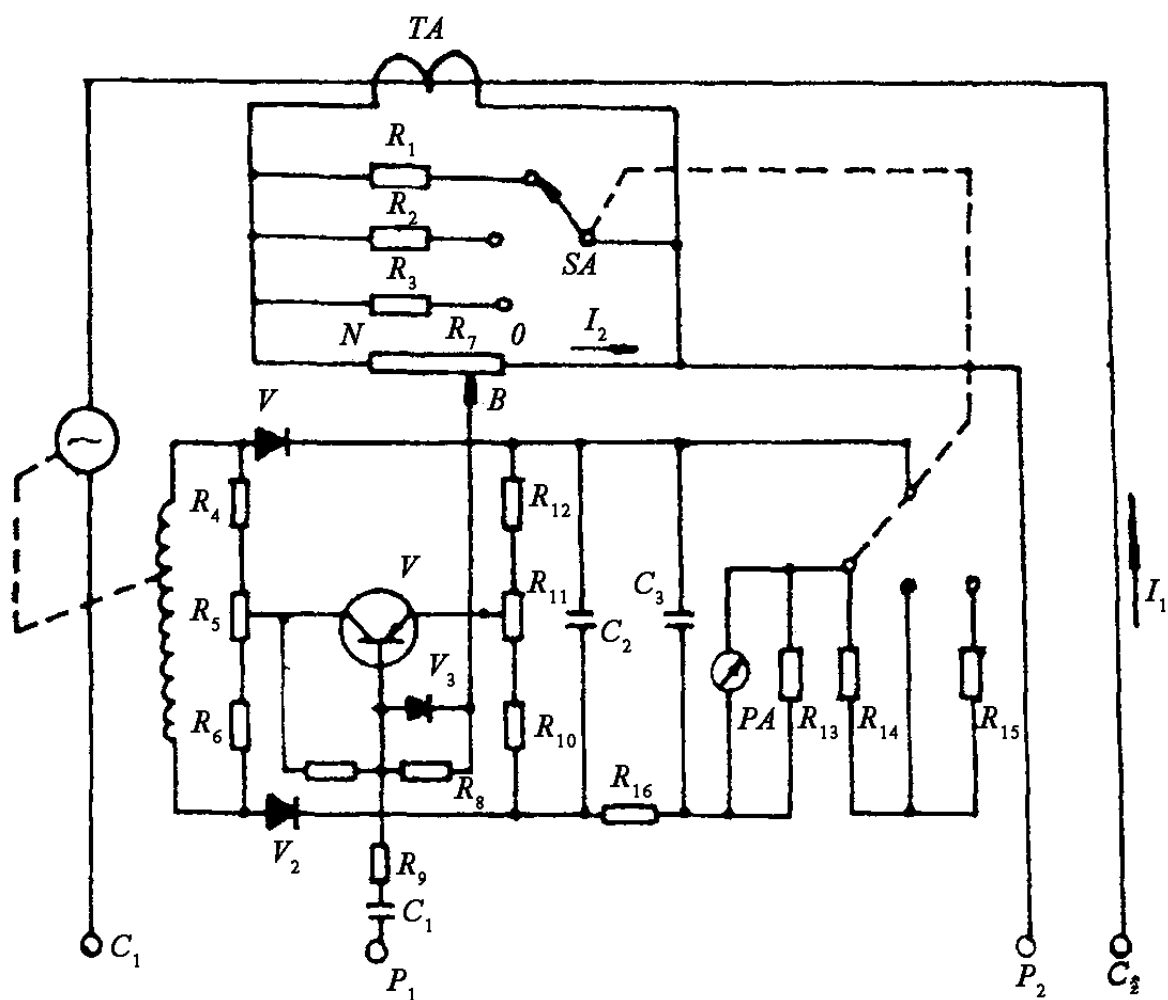 TA
R₁
R₂
SA
R₃
N R₇ 0 I₂
B
V
R₄
R₁₂
V
R₁₁
C₃
I₁
R₅
C₂
V₃
R₆
R₁₀
PA R₁₃ R₁₄ R₁₅
R₈
R₁₆
V₂
R₉
C₁
C₁
P₁
P₂ C₂